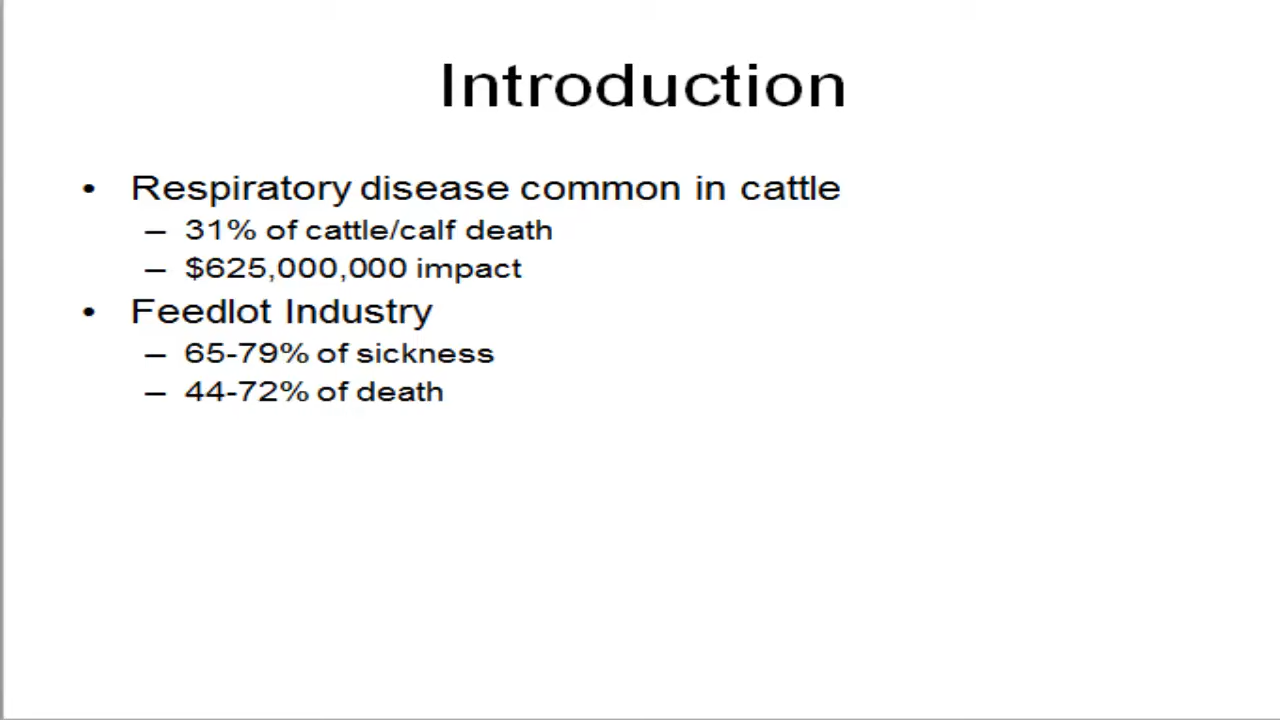 Introduction
• Respiratory disease common in cattle
– 31% of cattle/calf death
– $625,000,000 impact
• Feedlot Industry
– 65-79% of sickness
– 44-72% of death